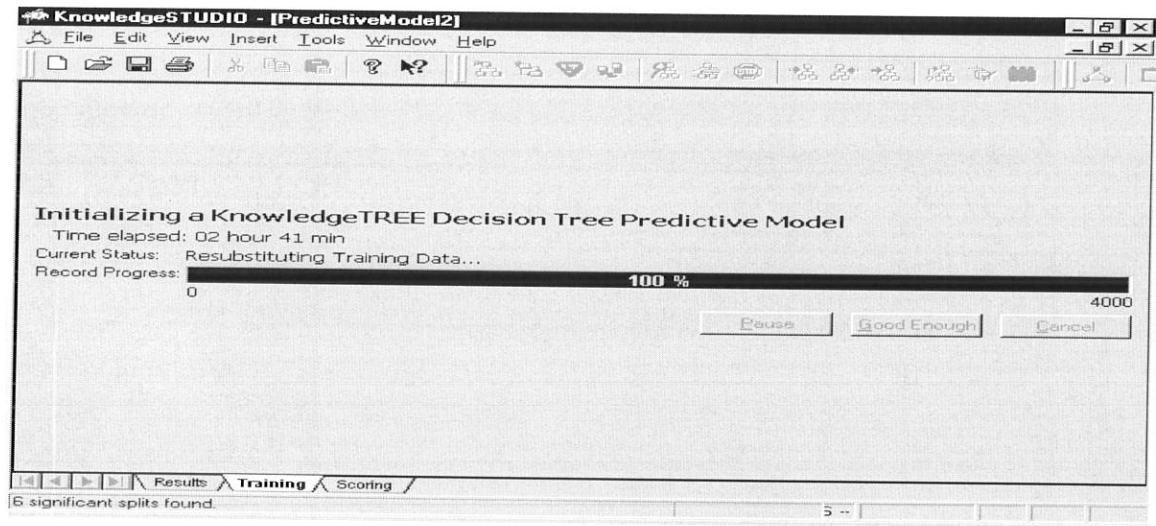 KnowledgeSTUDIO - [PredictiveModel2]
File Edit View Insert Tools Window Help
Initializing a KnowledgeTREE Decision Tree Predictive Model
Time elapsed: 02 hour 41 min
Current Status: Resubstituting Training Data...
Record Progress: 100 %
0 4000
Pause Good Enough Cancel
Results Training Scoring
6 significant splits found.